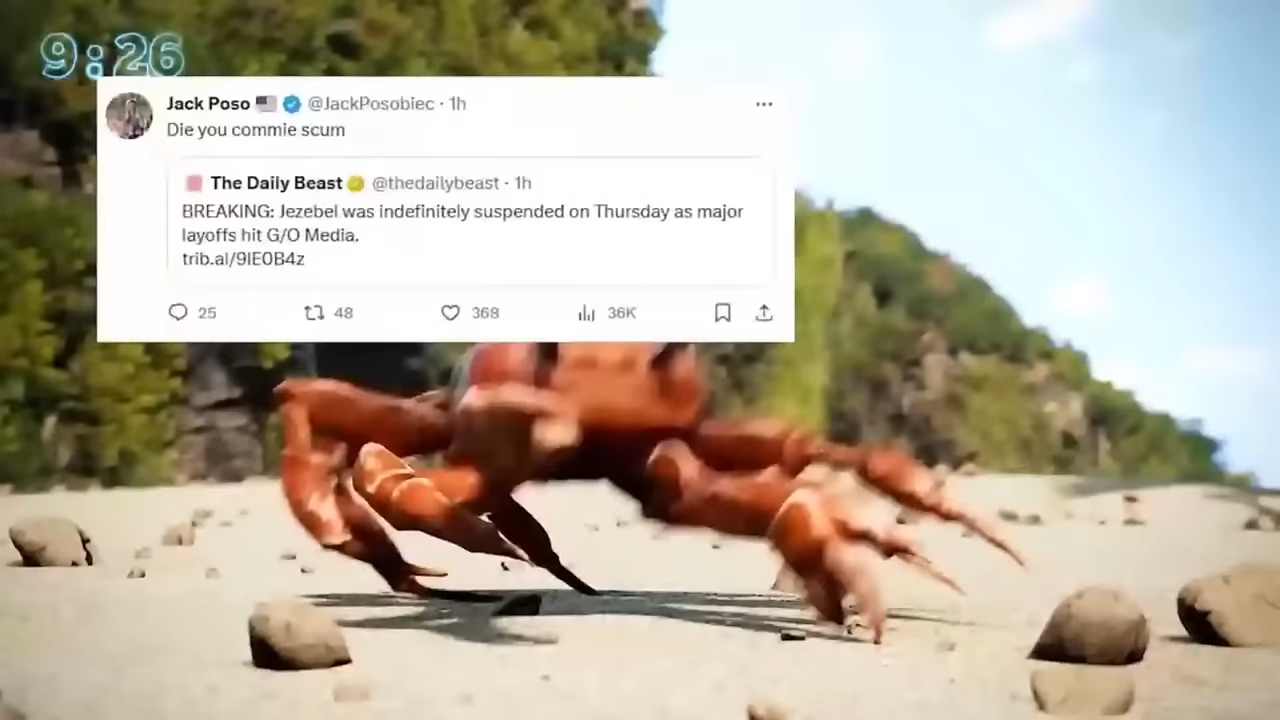 9:26
Jack Poso 🇺🇸 @JackPosobiec · 1h
Die you commie scum
The Daily Beast @thedailybeast · 1h
BREAKING: Jezebel was indefinitely suspended on Thursday as major
layoffs hit G/O Media.
trib.al/9IE0B4z
25 48 368 36K